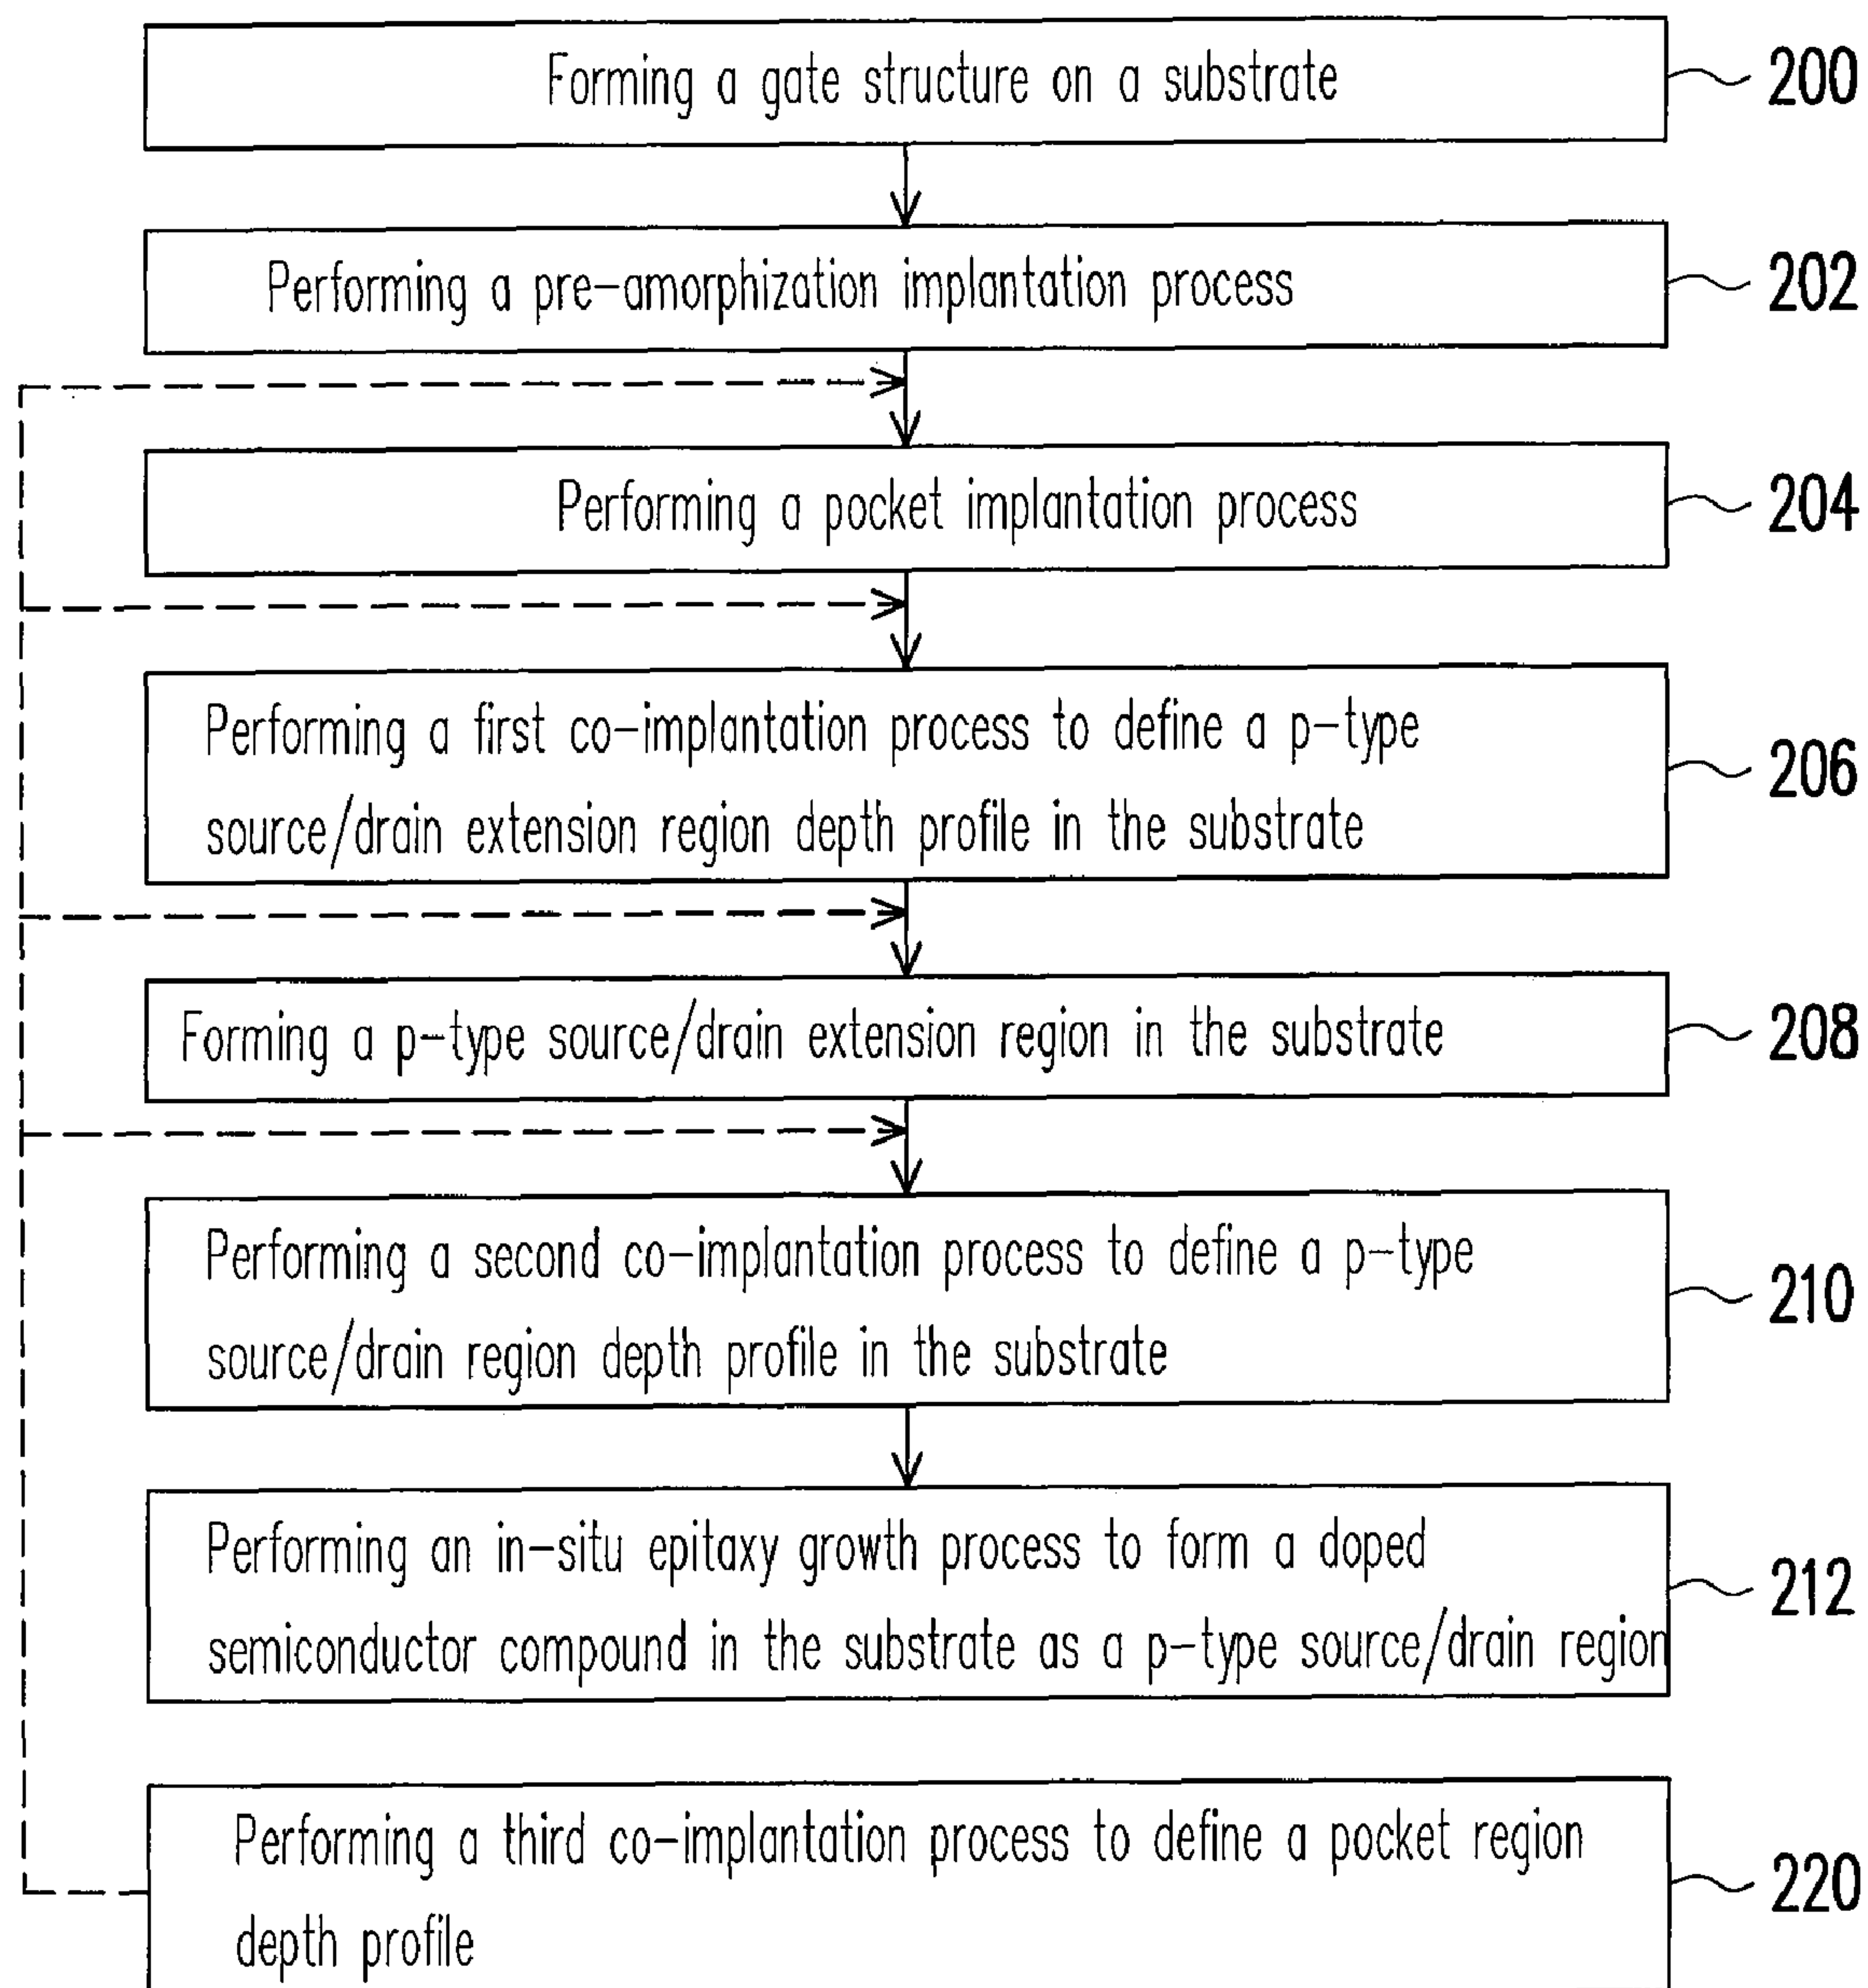 Forming a gate structure on a substrate
200
Performing a pre-amorphization implantation process
202
Performing a pocket implantation process
204
Performing a first co-implantation process to define a p-type
source/drain extension region depth profile in the substrate
206
Forming a p-type source/drain extension region in the substrate
208
Performing a second co-implantation process to define a p-type
source/drain region depth profile in the substrate
210
Performing an in-situ epitaxy growth process to form a doped
semiconductor compound in the substrate as a p-type source/drain region
212
Performing a third co-implantation process to define a pocket region
depth profile
220